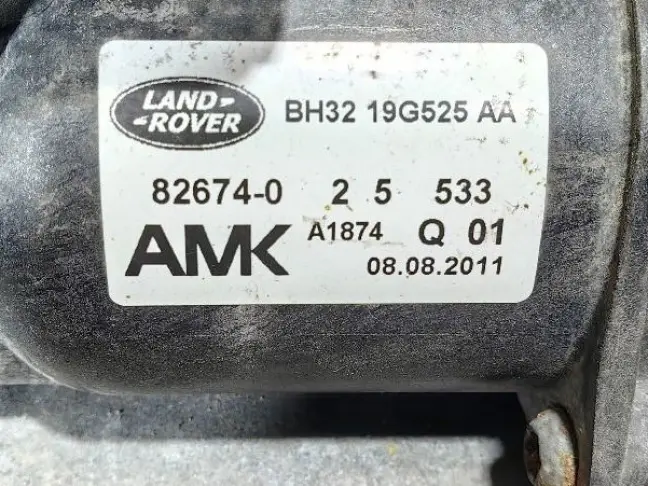 LAND-
-ROVER
BH32 19G525 AA
82674-0 2 5 533
AMK A1874 Q 01
08.08.2011